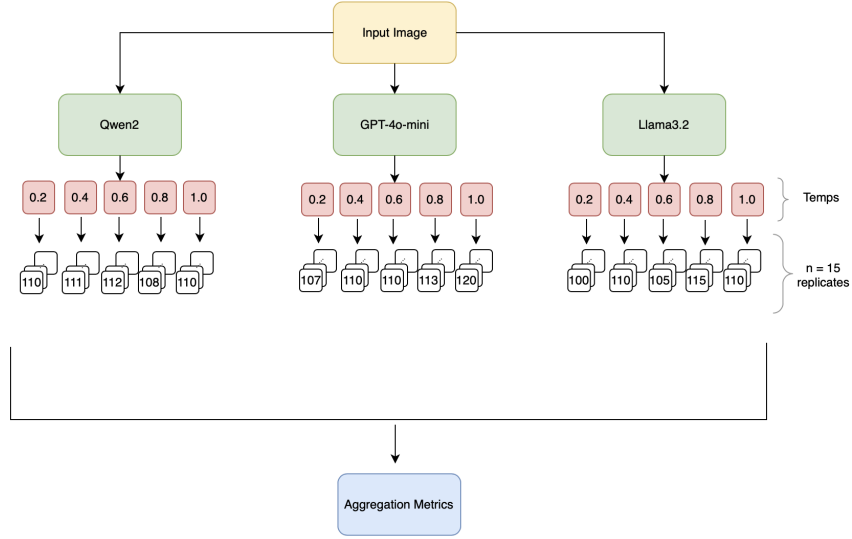 Input Image
Qwen2
GPT-4o-mini
Llama3.2
0.2 0.4 0.6 0.8 1.0
0.2 0.4 0.6 0.8 1.0
0.2 0.4 0.6 0.8 1.0
Temps
110 111 112 108 110
107 110 110 113 120
100 110 105 115 110
n = 15
replicates
Aggregation Metrics